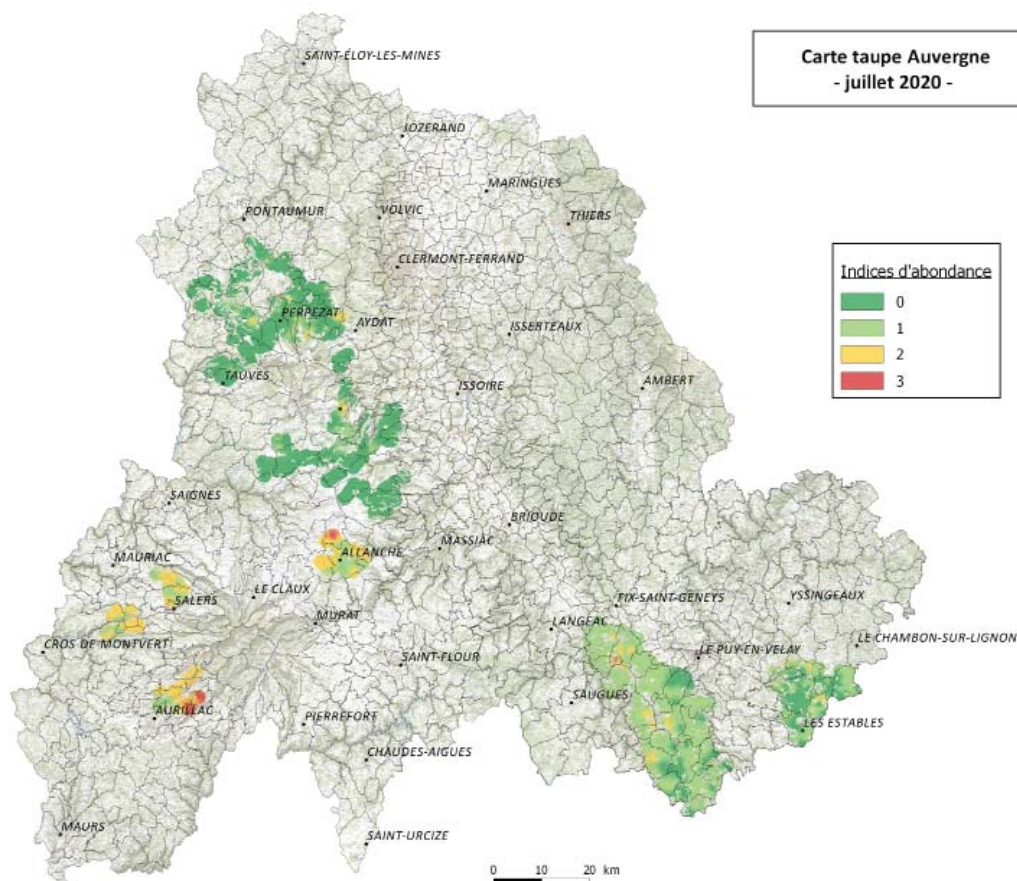 Carte taupe Auvergne
- juillet 2020 -
SAINT-ÉLOY-LES-MINES
JOZERAND
MARINGUES
PONTAUMUR
VOLVIC
THIERS
CLERMONT-FERRAND
Indices d'abondance
0
1
2
3
PERPEZAT
AYDAT
ISSERTEAUX
TAUVES
ISSOIRE
AMBERT
SAIGNES
BRIOUDE
MAURIAC
ALLANCHE
MASSIAC
LE CLAUX
SALERS
FIX-SAINT-GENEYS
YSSINGEAUX
MURAT
LANGEAC
CROS DE MONTVERT
LE CHAMBON-SUR-LIGNON
SAINT-FLOUR
LE PUY-EN-VELAY
SAUGUES
AURILLAC
PIERREFORT
LES ESTABLES
CHAUDES-AIGUES
MAURS
SAINT-URCIZE
0 10 20 km